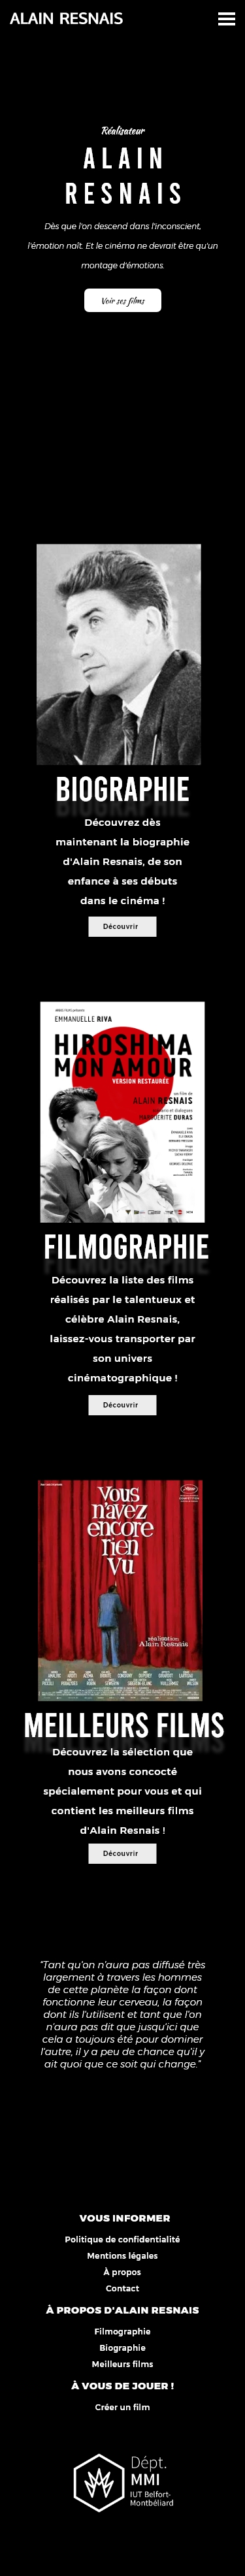 ALAIN RESNAIS
Réalisateur
ALAIN
RESNAIS
Dès que l'on descend dans l'inconscient,
l'émotion naît. Et le cinéma ne devrait être qu'un
montage d'émotions.
Voir ses films
BIOGRAPHIE
Découvrez dès
maintenant la biographie
d'Alain Resnais, de son
enfance à ses débuts
dans le cinéma !
Découvrir
EMMANUELLE RIVA
HIROSHIMA
MON AMOUR
VERSION RESTAURÉE
un film de
ALAIN RESNAIS
MARGUERITE DURAS
FILMOGRAPHIE
Découvrez la liste des films
réalisés par le talentueux et
célèbre Alain Resnais,
laissez-vous transporter par
son univers
cinématographique !
Découvrir
Vous
n'avez
encore
rien
vu
réalisation
Alain Resnais
MEILLEURS FILMS
Découvrez la sélection que
nous avons concocté
spécialement pour vous et qui
contient les meilleurs films
d'Alain Resnais !
Découvrir
"Tant qu'on n'aura pas diffusé très
largement à travers les hommes
de cette planète la façon dont
fonctionne leur cerveau, la façon
dont ils l'utilisent et tant que l'on
n'aura pas dit que jusqu'ici que
cela a toujours été pour dominer
l'autre, il y a peu de chance qu'il y
ait quoi que ce soit qui change."
VOUS INFORMER
Politique de confidentialité
Mentions légales
À propos
Contact
À PROPOS D'ALAIN RESNAIS
Filmographie
Biographie
Meilleurs films
À VOUS DE JOUER !
Créer un film
Dépt.
MMI
IUT Belfort-
Montbéliard